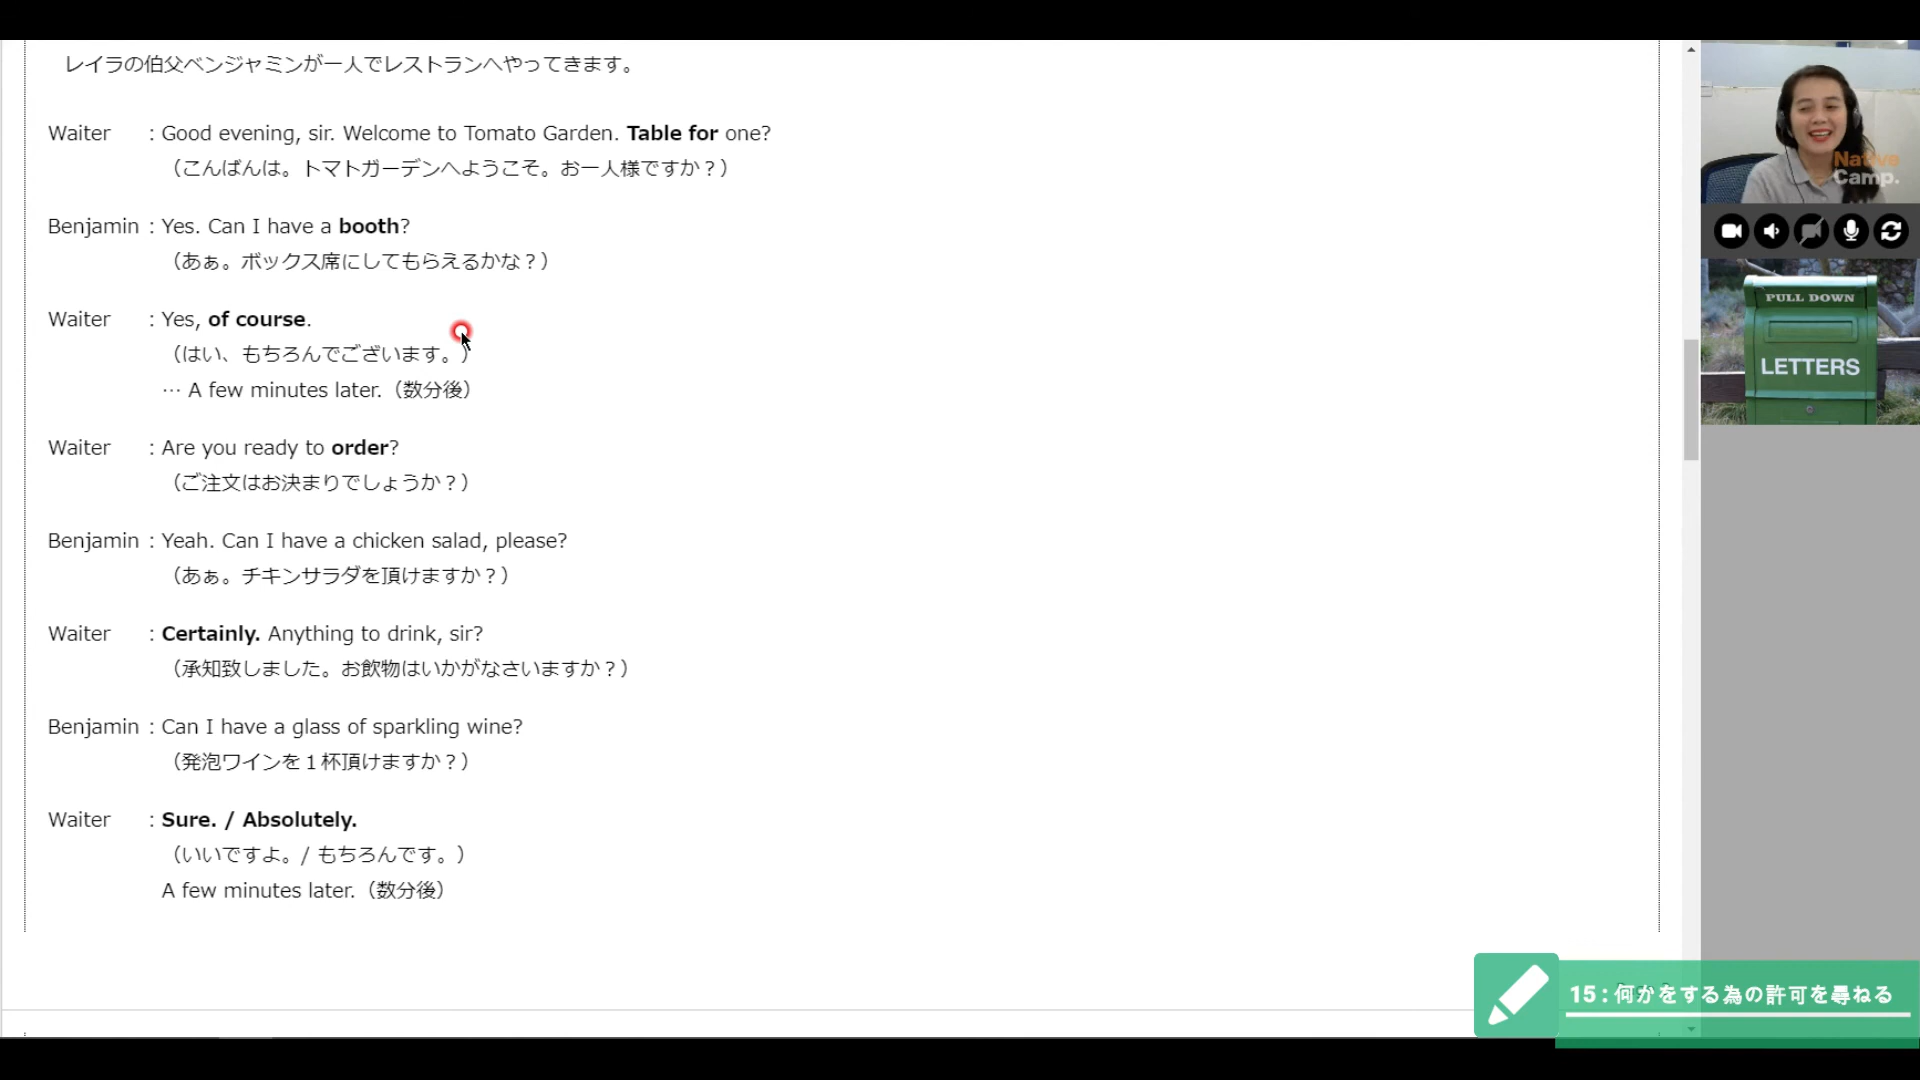 レイラの伯父ベンジャミンが一人でレストランへやってきます。
Waiter : Good evening, sir. Welcome to Tomato Garden. Table for one?
（こんばんは。トマトガーデンへようこそ。お一人様ですか？）
Benjamin : Yes. Can I have a booth?
（あぁ。ボックス席にしてもらえるかな？）
Waiter : Yes, of course.
（はい、もちろんでございます。）
… A few minutes later.（数分後）
Waiter : Are you ready to order?
（ご注文はお決まりでしょうか？）
Benjamin : Yeah. Can I have a chicken salad, please?
（あぁ。チキンサラダを頂けますか？）
Waiter : Certainly. Anything to drink, sir?
（承知致しました。お飲物はいかがなさいますか？）
Benjamin : Can I have a glass of sparkling wine?
（発泡ワインを１杯頂けますか？）
Waiter : Sure. / Absolutely.
（いいですよ。/ もちろんです。）
A few minutes later.（数分後）
Native
Camp.
PULL DOWN
LETTERS
15 : 何かをする為の許可を尋ねる